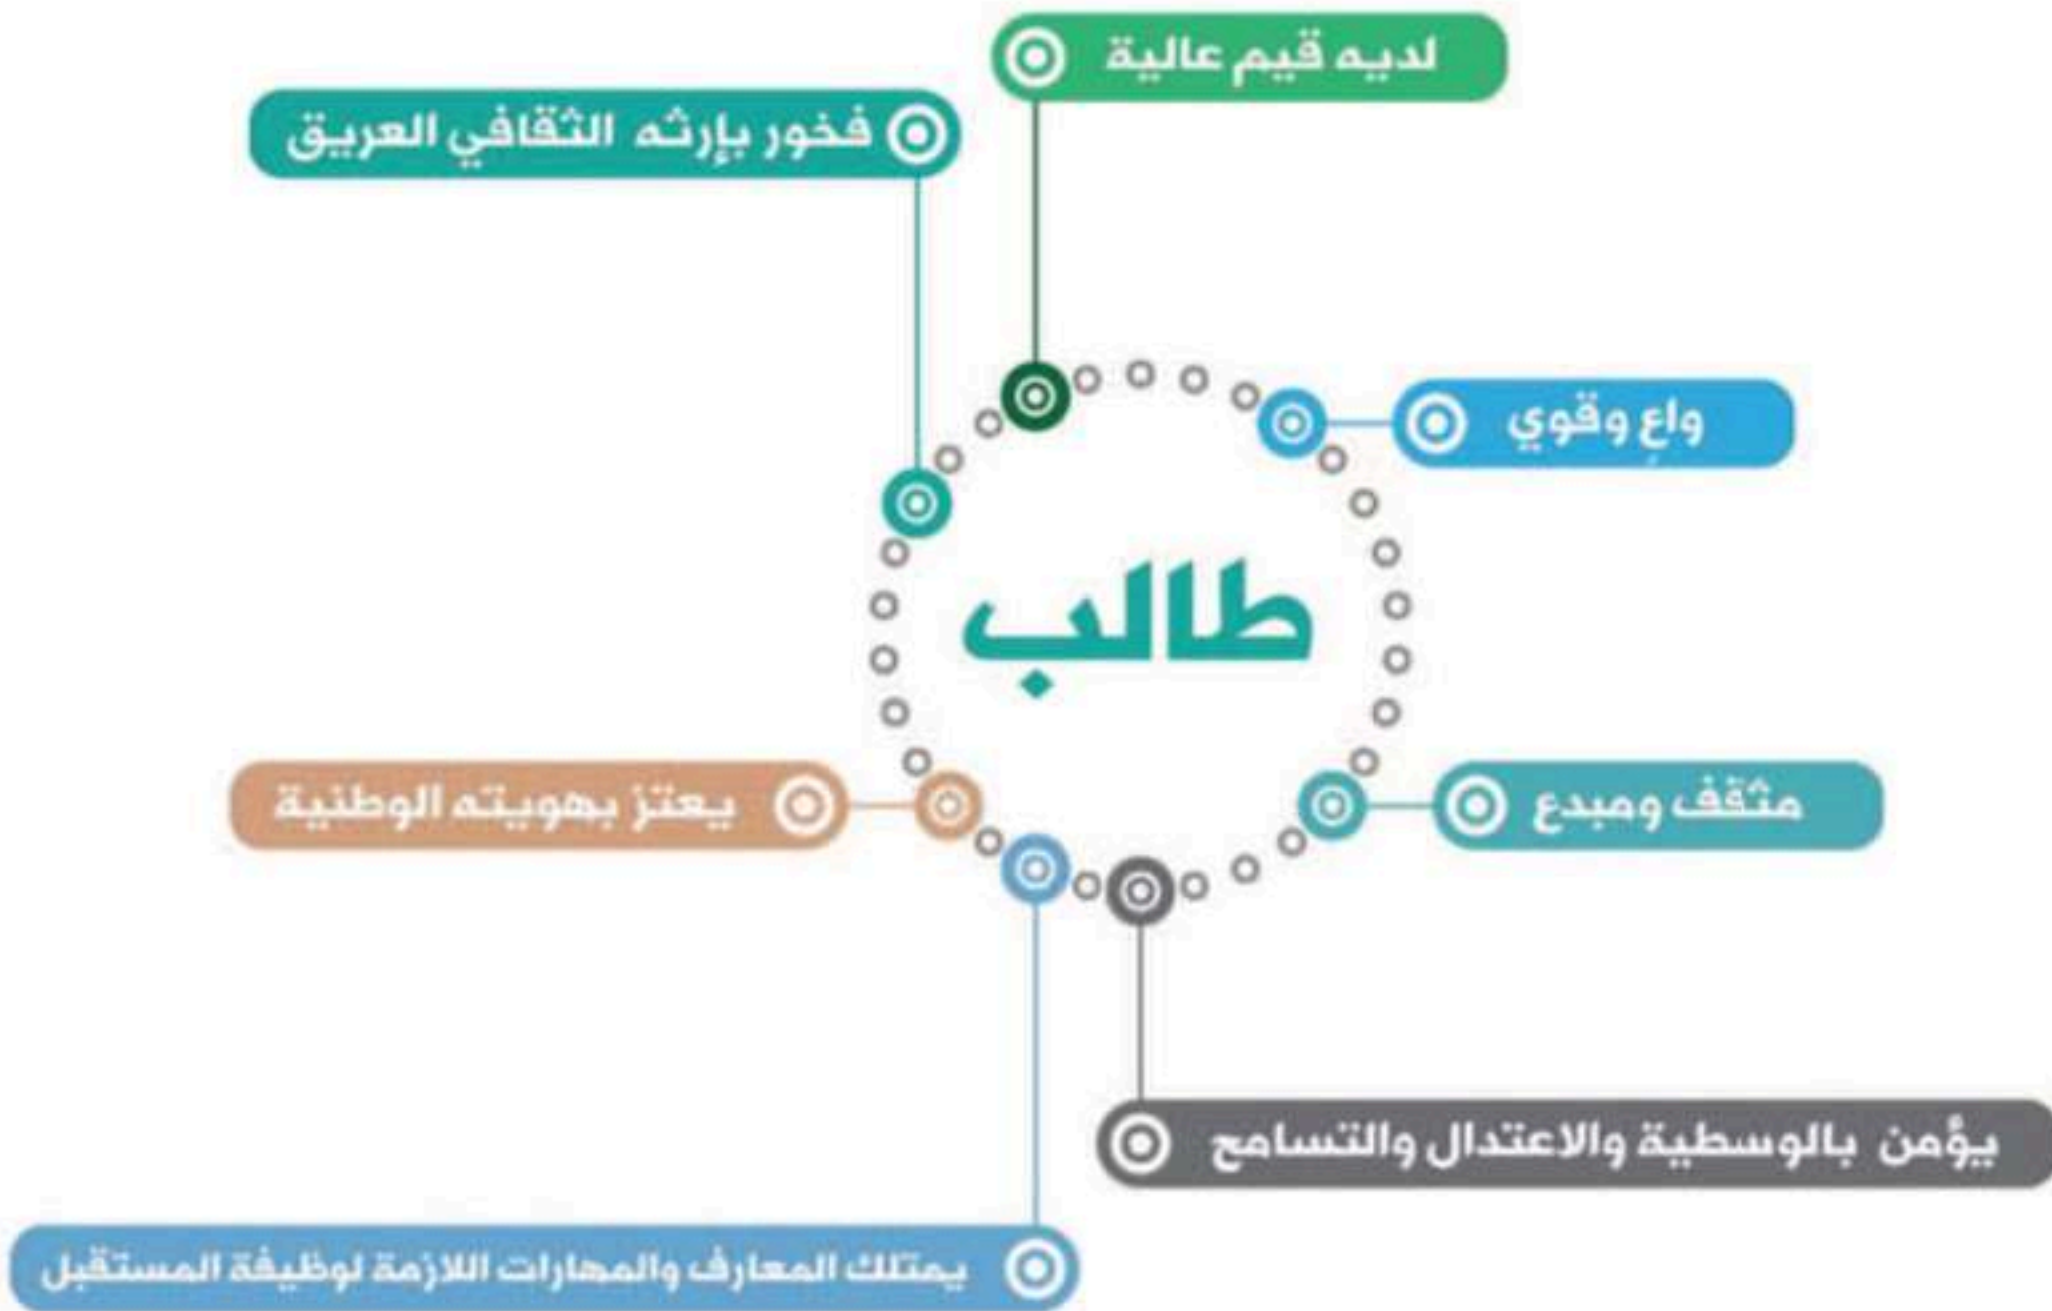 لديه قيم عالية
فخور بإرثه الثقافي العريق
واعٍ وقوي
طالب
مثقف ومبدع
يعتز بهويته الوطنية
يؤمن بالوسطية والاعتدال والتسامح
يمتلك المعارف والمهارات اللازمة لوظيفة المستقبل